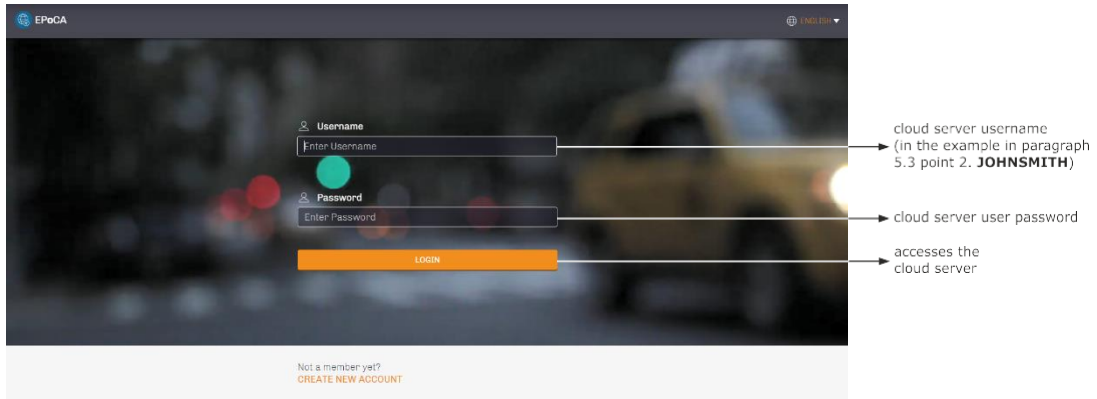 EPoCA
ENGLISH
Username
Enter Username
Password
Enter Password
LOGIN
Not a member yet?
CREATE NEW ACCOUNT
cloud server username
(in the example in paragraph
5.3 point 2. JOHNSMITH)
cloud server user password
accesses the
cloud server